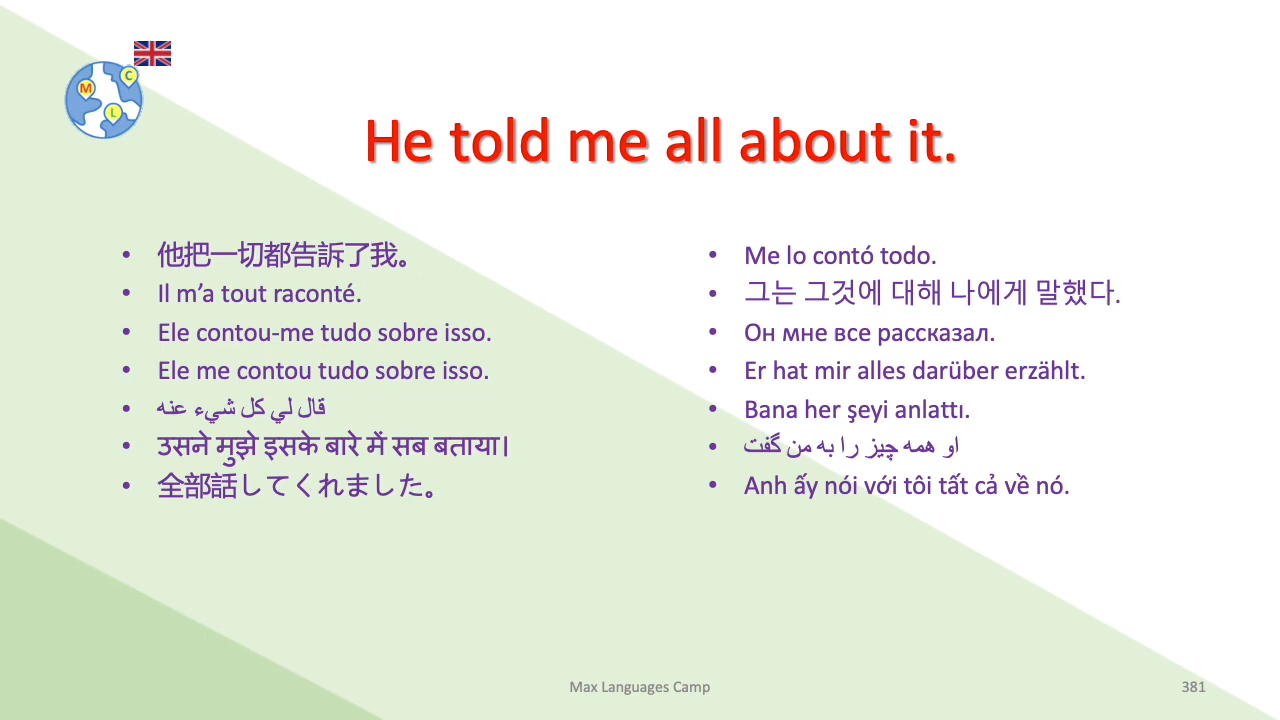 C
M
L
He told me all about it.
他把一切都告訴了我。
Il m’a tout raconté.
Ele contou-me tudo sobre isso.
Ele me contou tudo sobre isso.
قال لي كل شيء عنه
उसने मुझे इसके बारे में सब बताया।
全部話してくれました。
Me lo contó todo.
그는 그것에 대해 나에게 말했다.
Он мне все рассказал.
Er hat mir alles darüber erzählt.
Bana her şeyi anlattı.
او همه چیز را به من گفت
Anh ấy nói với tôi tất cả về nó.
Max Languages Camp
381